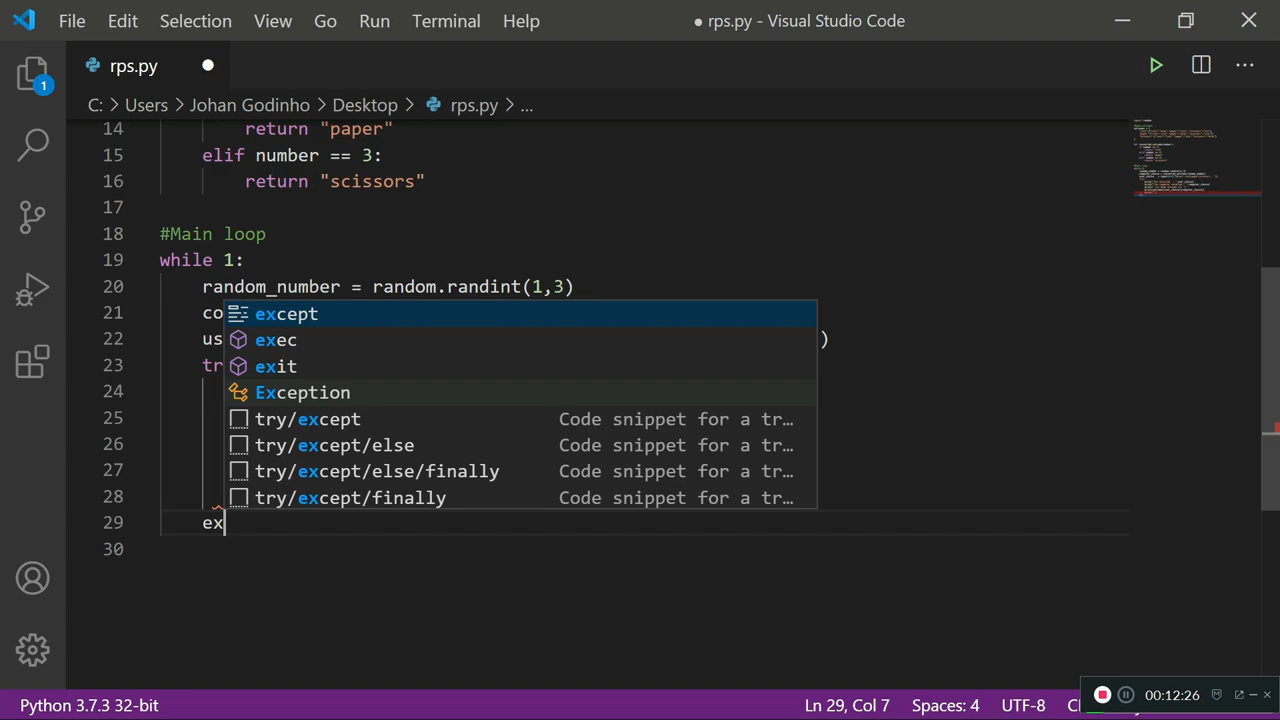 File Edit Selection View Go Run Terminal Help ● rps.py - Visual Studio Code
rps.py
1
C: > Users > Johan Godinho > Desktop > rps.py > ...
14 return "paper"
15 elif number == 3:
16 return "scissors"
17
18 #Main loop
19 while 1:
20 random_number = random.randint(1,3)
21 co
22 us )
23 tr
24
25
26
27
28
29 ex
30
except
exec
exit
Exception
try/except Code snippet for a tr…
try/except/else Code snippet for a tr…
try/except/else/finally Code snippet for a tr…
try/except/finally Code snippet for a tr…
Python 3.7.3 32-bit Ln 29, Col 7 Spaces: 4 UTF-8
00:12:26